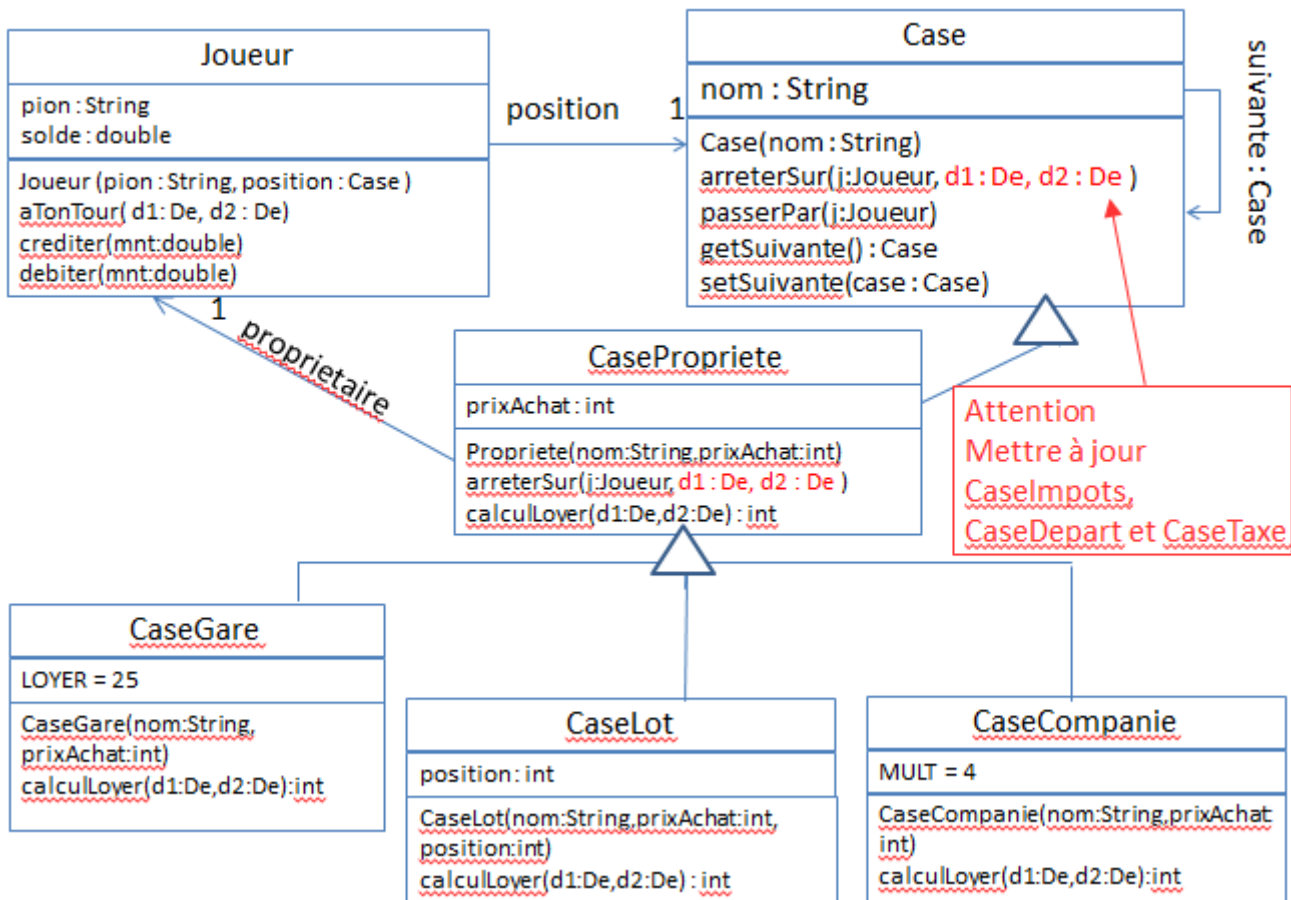 Joueur
pion : String
solde : double
Joueur (pion : String, position : Case )
aTonTour( d1: De, d2 : De)
crediter(mnt:double)
debiter(mnt:double)
position
1
Case
nom : String
Case(nom : String)
arreterSur(j:Joueur, d1 : De, d2 : De )
passerPar(j:Joueur)
getSuivante() : Case
setSuivante(case : Case)
suivante : Case
1
proprietaire
CasePropriete
prixAchat : int
Propriete(nom:String,prixAchat:int)
arreterSur(j:Joueur, d1 : De, d2 : De )
calculLoyer(d1:De,d2:De) : int
Attention
Mettre à jour
CaseImpots,
CaseDepart et CaseTaxe
CaseGare
LOYER = 25
CaseGare(nom:String,
prixAchat:int)
calculLoyer(d1:De,d2:De):int
CaseLot
position : int
CaseLot(nom:String,prixAchat:int,
position:int)
calculLoyer(d1:De,d2:De) : int
CaseCompanie
MULT = 4
CaseCompanie(nom:String,prixAchat:
int)
calculLoyer(d1:De,d2:De):int